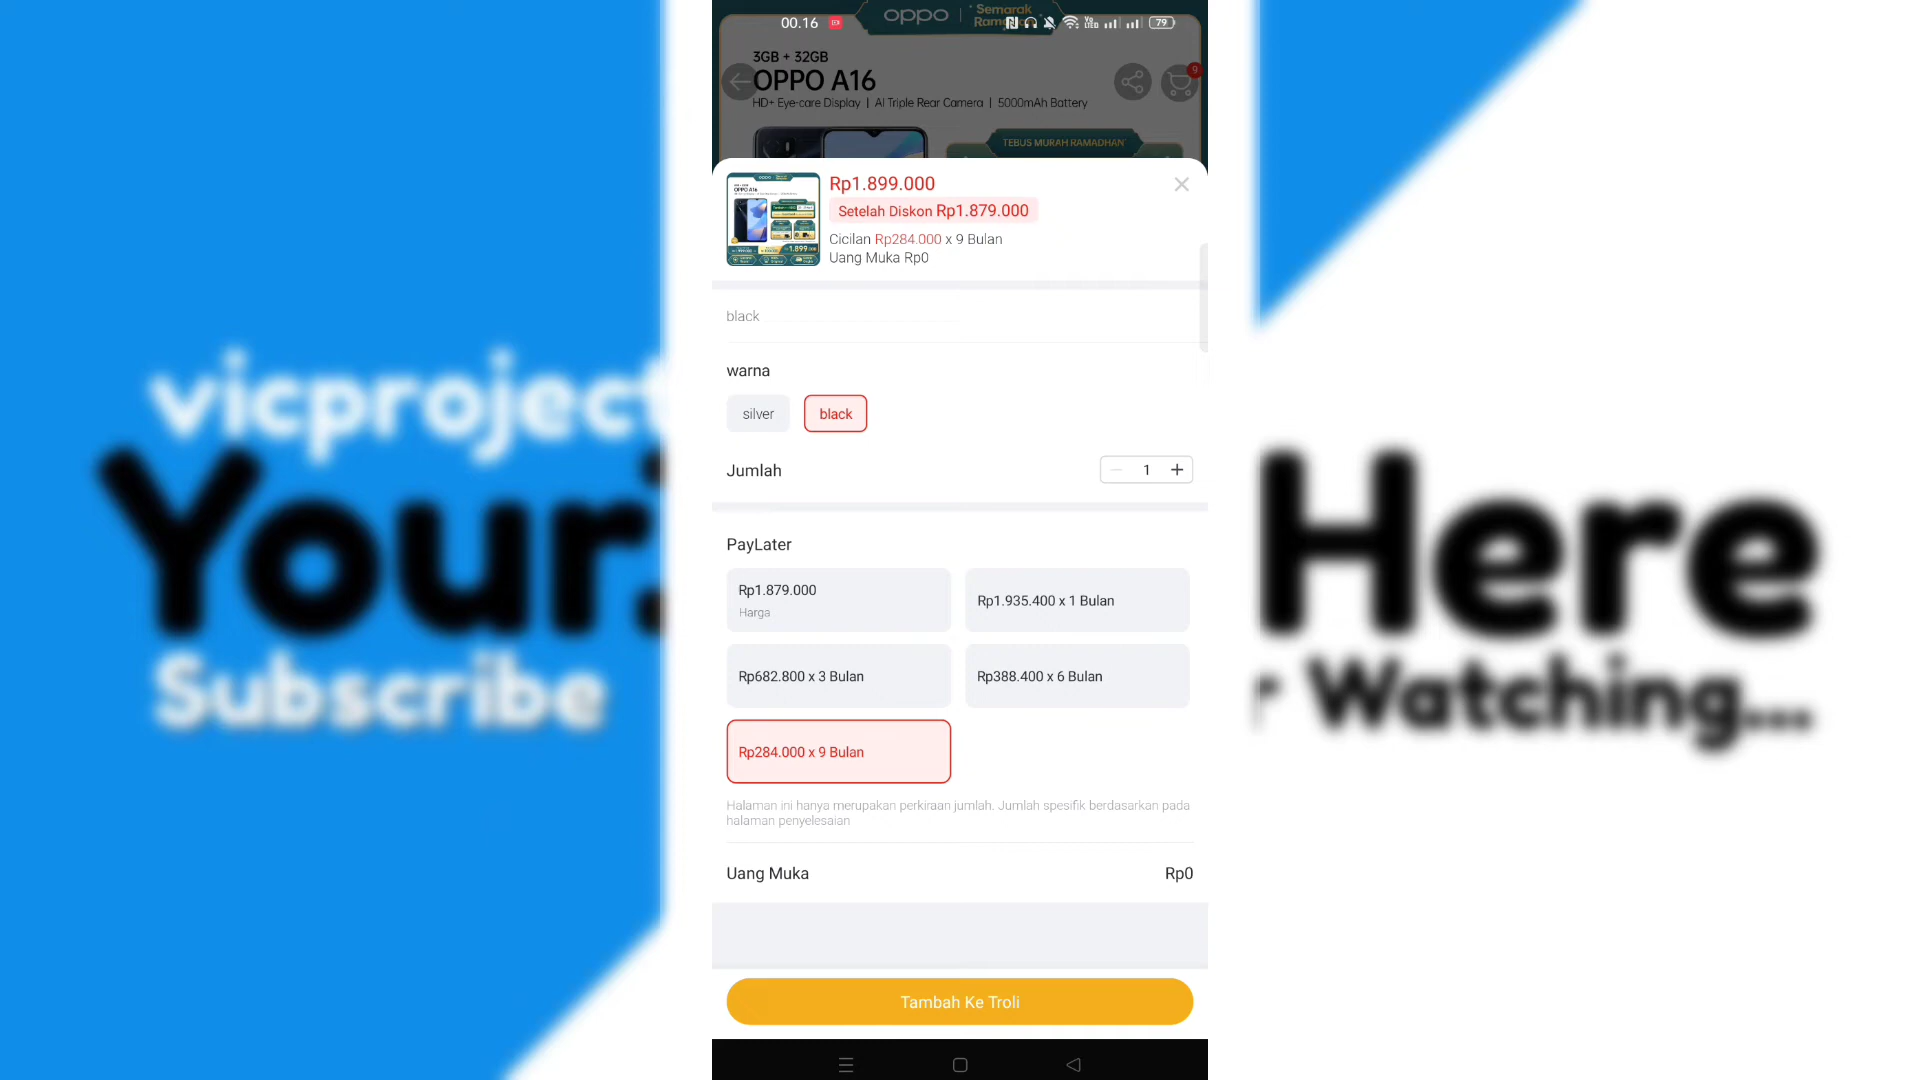 00.16
79
oppo | Semarak
3GB + 32GB
OPPO A16
9
HD+ Eye-care Display | AI Triple Rear Camera | 5000mAh Battery
TEBUS MURAH RAMADHAN
Rp1.899.000
Setelah Diskon Rp1.879.000
Cicilan Rp284.000 x 9 Bulan
Uang Muka Rp0
black
warna
silver
black
Jumlah
1
PayLater
Rp1.879.000
Harga
Rp1.935.400 x 1 Bulan
Rp682.800 x 3 Bulan
Rp388.400 x 6 Bulan
Rp284.000 x 9 Bulan
Halaman ini hanya merupakan perkiraan jumlah. Jumlah spesifik berdasarkan pada
halaman penyelesaian
Uang Muka
Rp0
Tambah Ke Troli
vicproject
Your
Here
Subscribe
Watching...